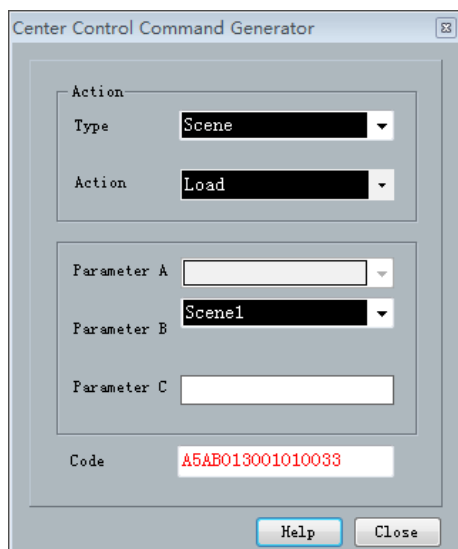 Center Control Command Generator
Action
Type Scene
Action Load
Parameter A
Scene1
Parameter B
Parameter C
Code A5AB013001010033
Help Close